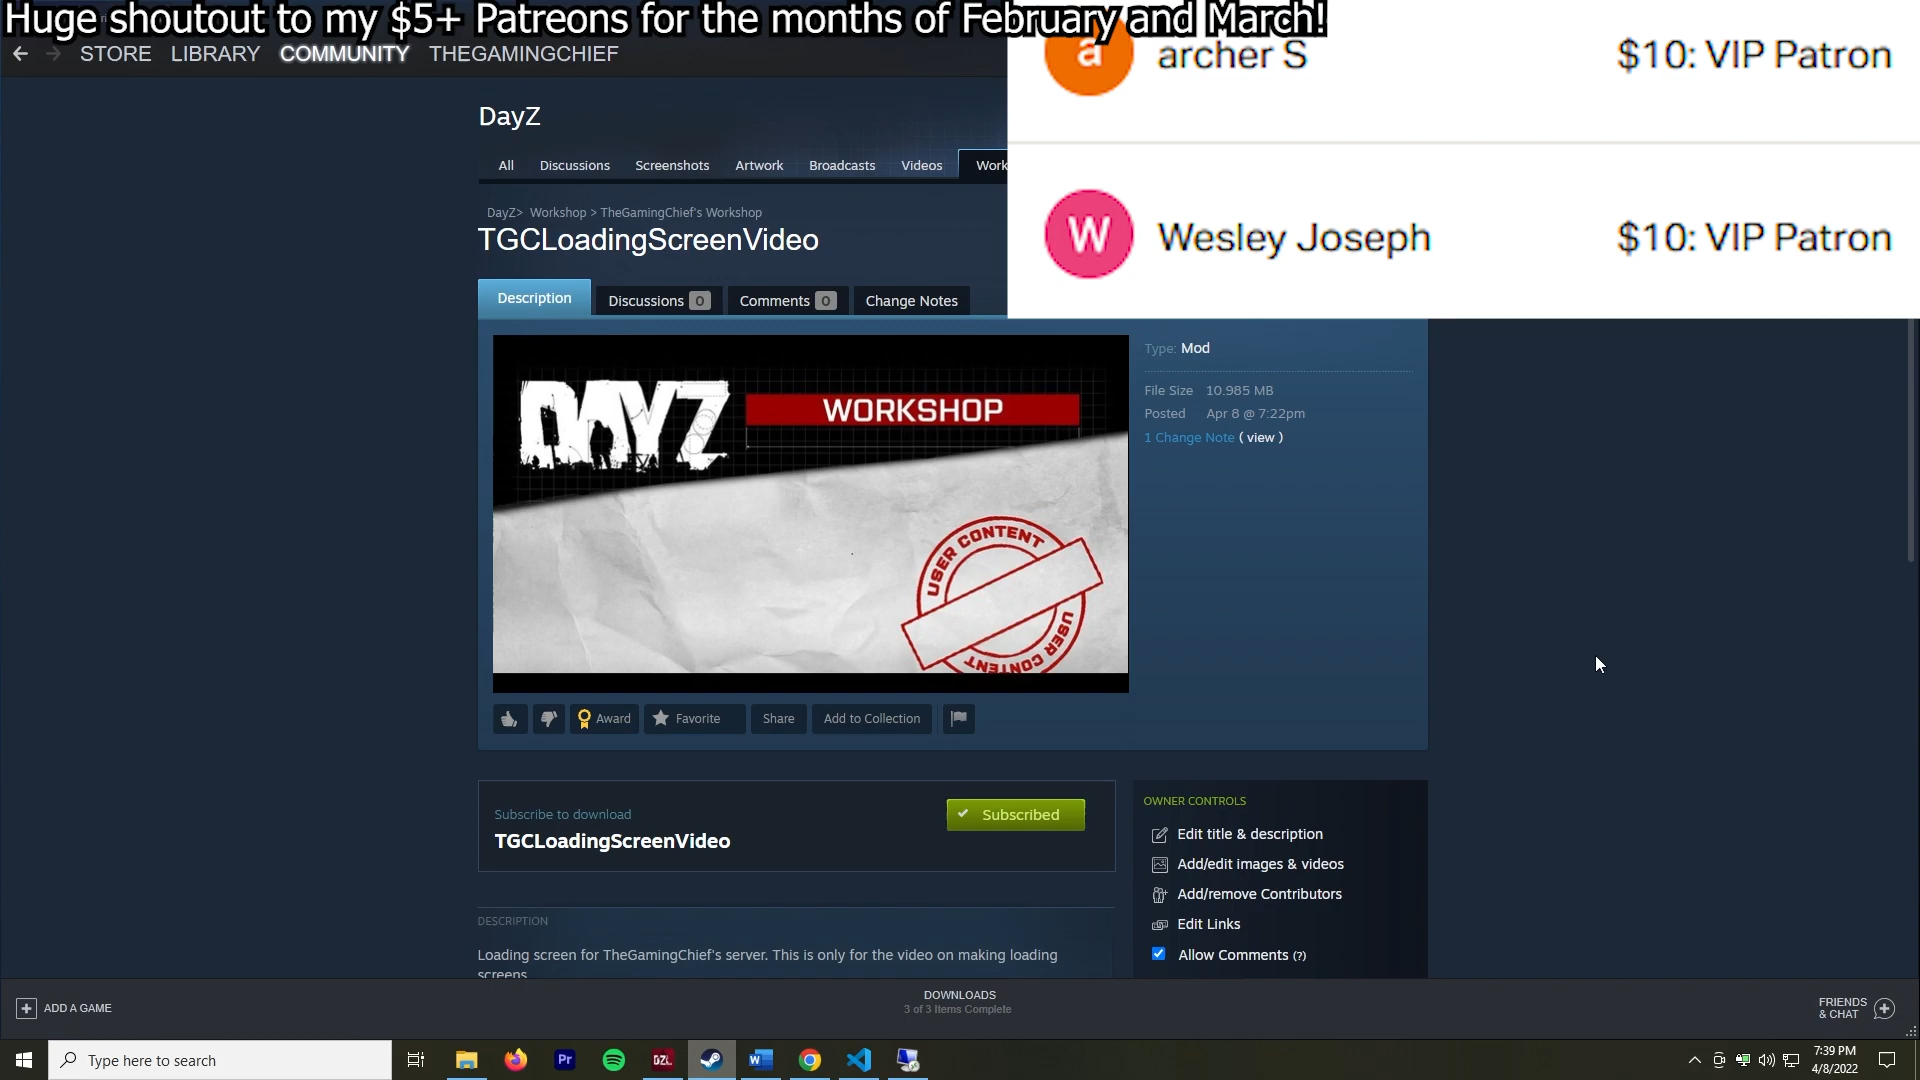 Huge shoutout to my $5+ Patreons for the months of February and March!
STORE LIBRARY COMMUNITY THEGAMINGCHIEF
a archer S $10: VIP Patron
W Wesley Joseph $10: VIP Patron
DayZ
All Discussions Screenshots Artwork Broadcasts Videos Work
DayZ> Workshop > TheGamingChief's Workshop
TGCLoadingScreenVideo
Description Discussions 0 Comments 0 Change Notes
DAYZ WORKSHOP
USER CONTENT
USER CONTENT
Type: Mod
File Size 10.985 MB
Posted Apr 8 @ 7:22pm
1 Change Note ( view )
Award Favorite Share Add to Collection
Subscribe to download
TGCLoadingScreenVideo
Subscribed
OWNER CONTROLS
Edit title & description
Add/edit images & videos
Add/remove Contributors
Edit Links
Allow Comments (?)
DESCRIPTION
Loading screen for TheGamingChief's server. This is only for the video on making loading
screens
ADD A GAME
DOWNLOADS
3 of 3 Items Complete
FRIENDS
& CHAT
Type here to search
Pr
DZL
W
7:39 PM
4/8/2022